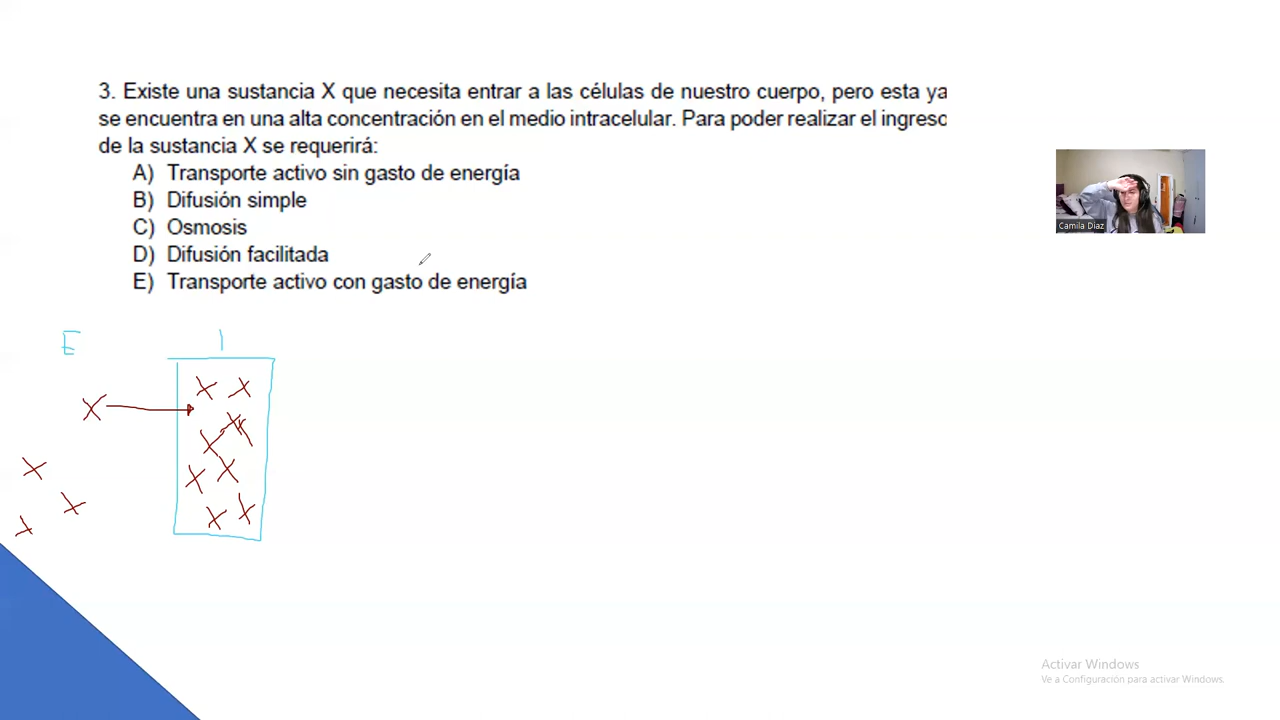 3. Existe una sustancia X que necesita entrar a las células de nuestro cuerpo, pero esta ya
se encuentra en una alta concentración en el medio intracelular. Para poder realizar el ingreso
de la sustancia X se requerirá:
A) Transporte activo sin gasto de energía
B) Difusión simple
C) Osmosis
D) Difusión facilitada
E) Transporte activo con gasto de energía
Camila Diaz
E I
X X
X X
X
X X
X X
X
X X
X
Activar Windows
Ve a Configuración para activar Windows.